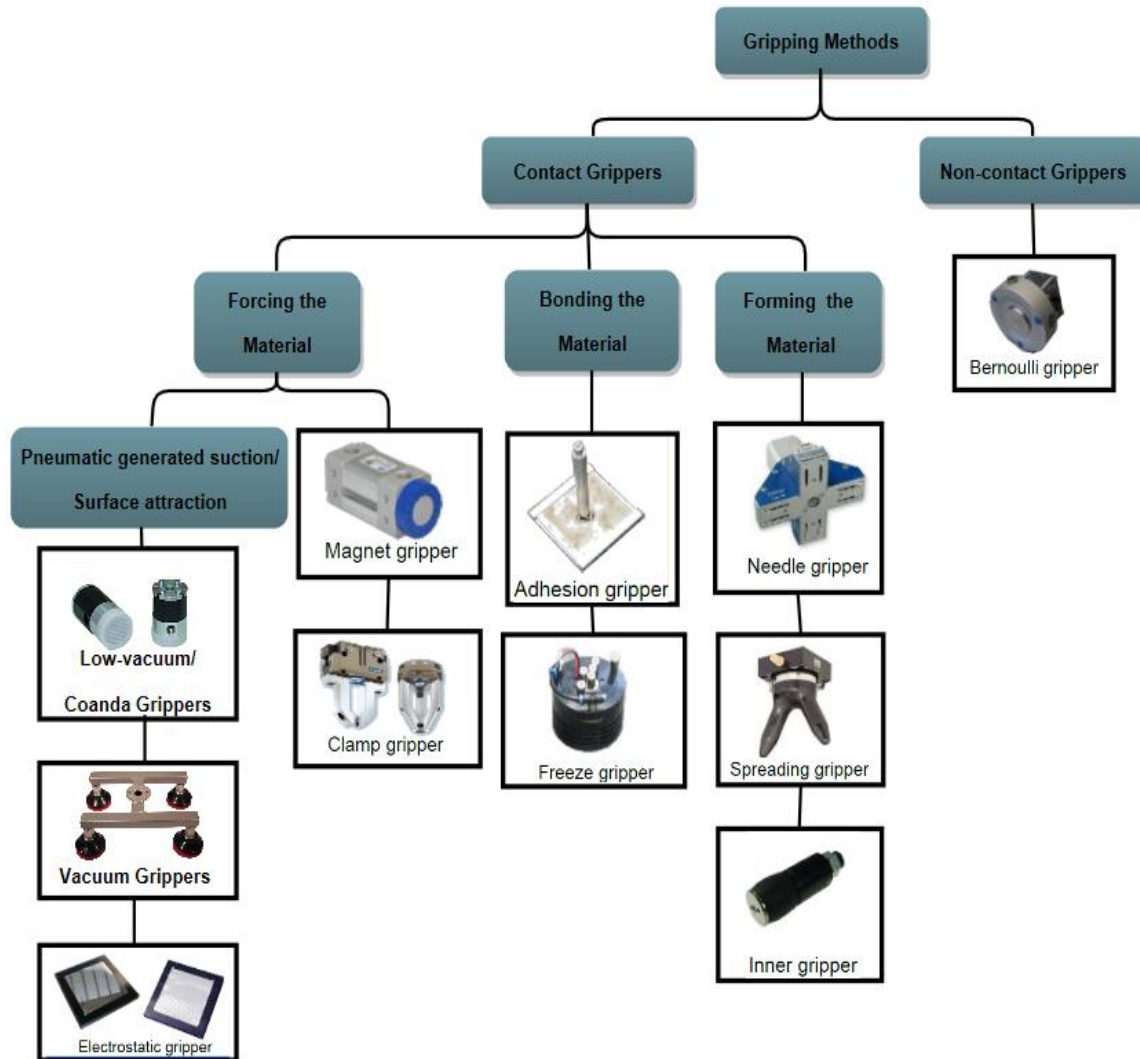 Gripping Methods
Contact Grippers
Non-contact Grippers
Forcing the
Material
Bonding the
Material
Forming the
Material
Bernoulli gripper
Pneumatic generated suction/
Surface attraction
Magnet gripper
Adhesion gripper
Needle gripper
Low-vacuum/
Coanda Grippers
Clamp gripper
Freeze gripper
Spreading gripper
Vacuum Grippers
Inner gripper
Electrostatic gripper